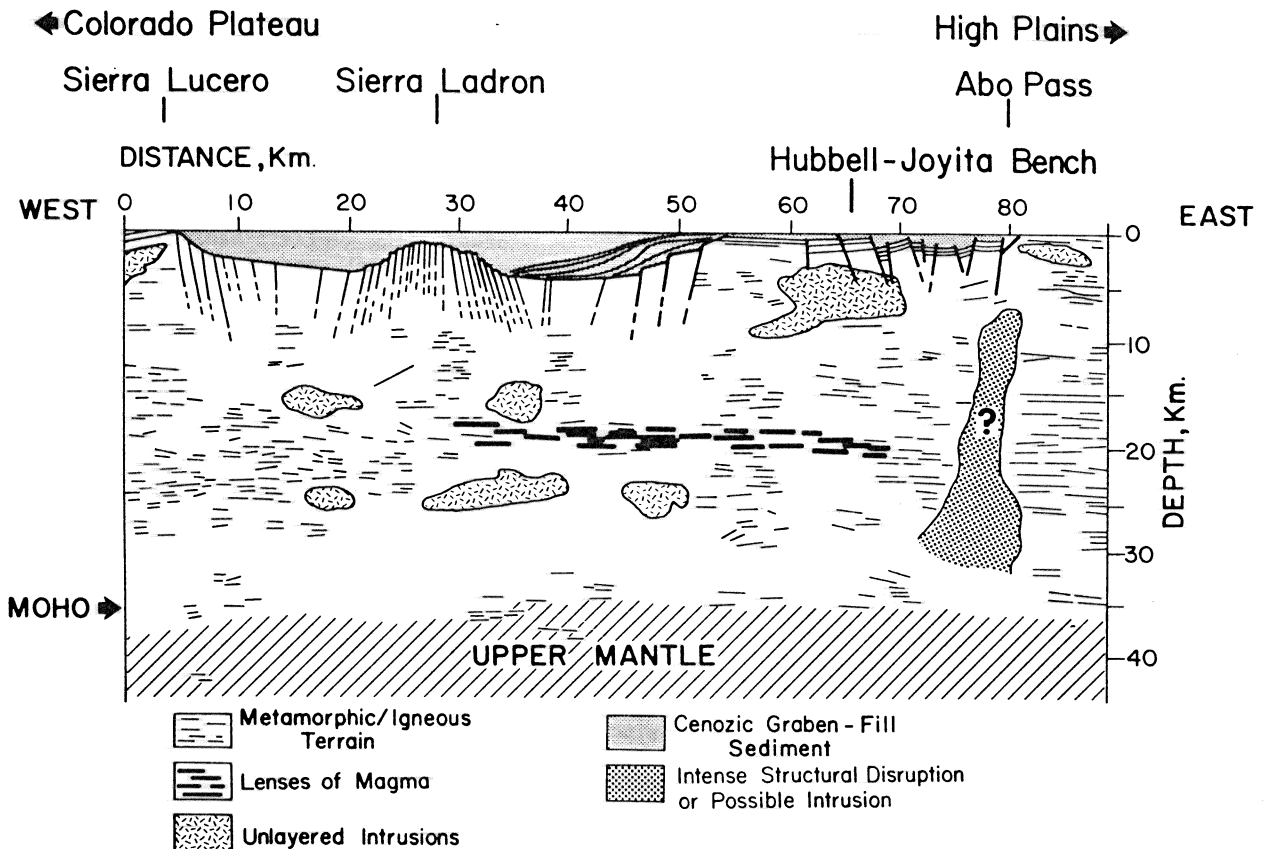 Colorado Plateau
High Plains
Sierra Lucero
Sierra Ladron
Abo Pass
DISTANCE, Km.
Hubbell-Joyita Bench
WEST
0 10 20 30 40 50 60 70 80
EAST
0
10
?
20
DEPTH, Km.
30
MOHO
UPPER MANTLE
40
Metamorphic/Igneous
Terrain
Lenses of Magma
Unlayered Intrusions
Cenozic Graben-Fill
Sediment
Intense Structural Disruption
or Possible Intrusion